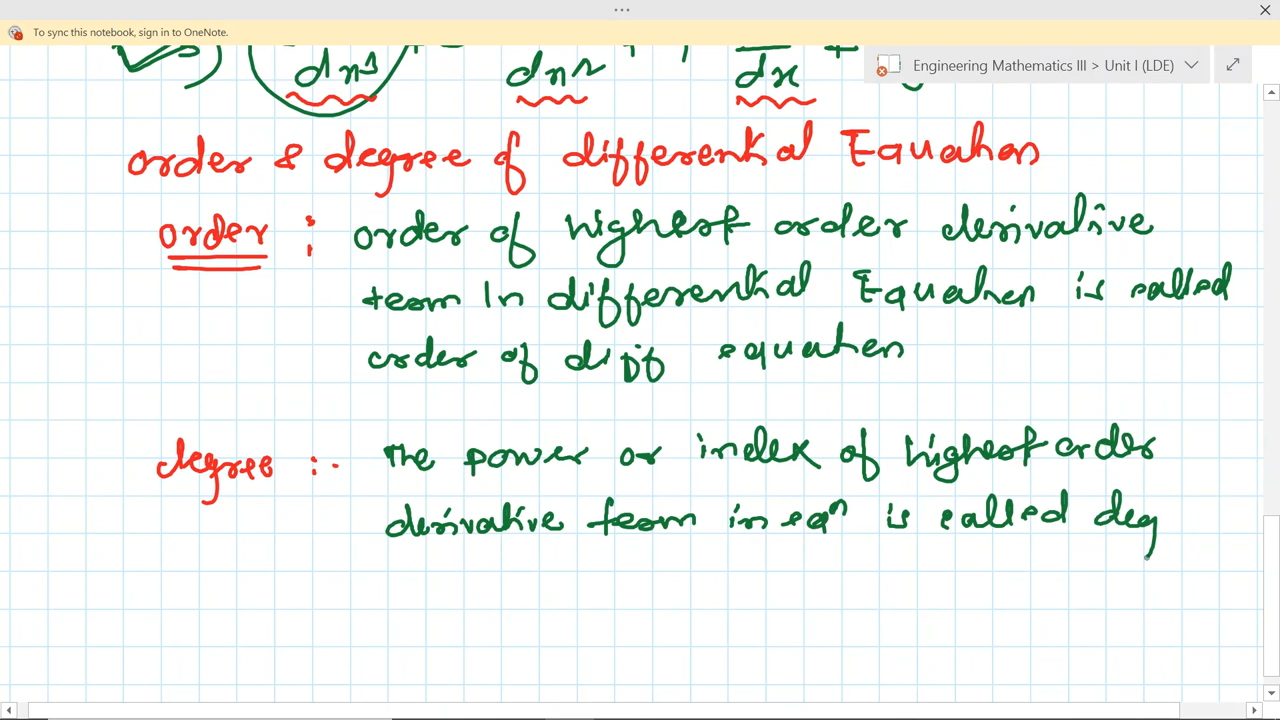 To sync this notebook, sign in to OneNote.
Engineering Mathematics III > Unit I (LDE)
dx³ dx² dx
order & degree of differential Equation
order : order of highest order derivative
term in differential Equation is called
order of diff equation
degree :- The power or index of highest order
derivative term in eqⁿ is called deg